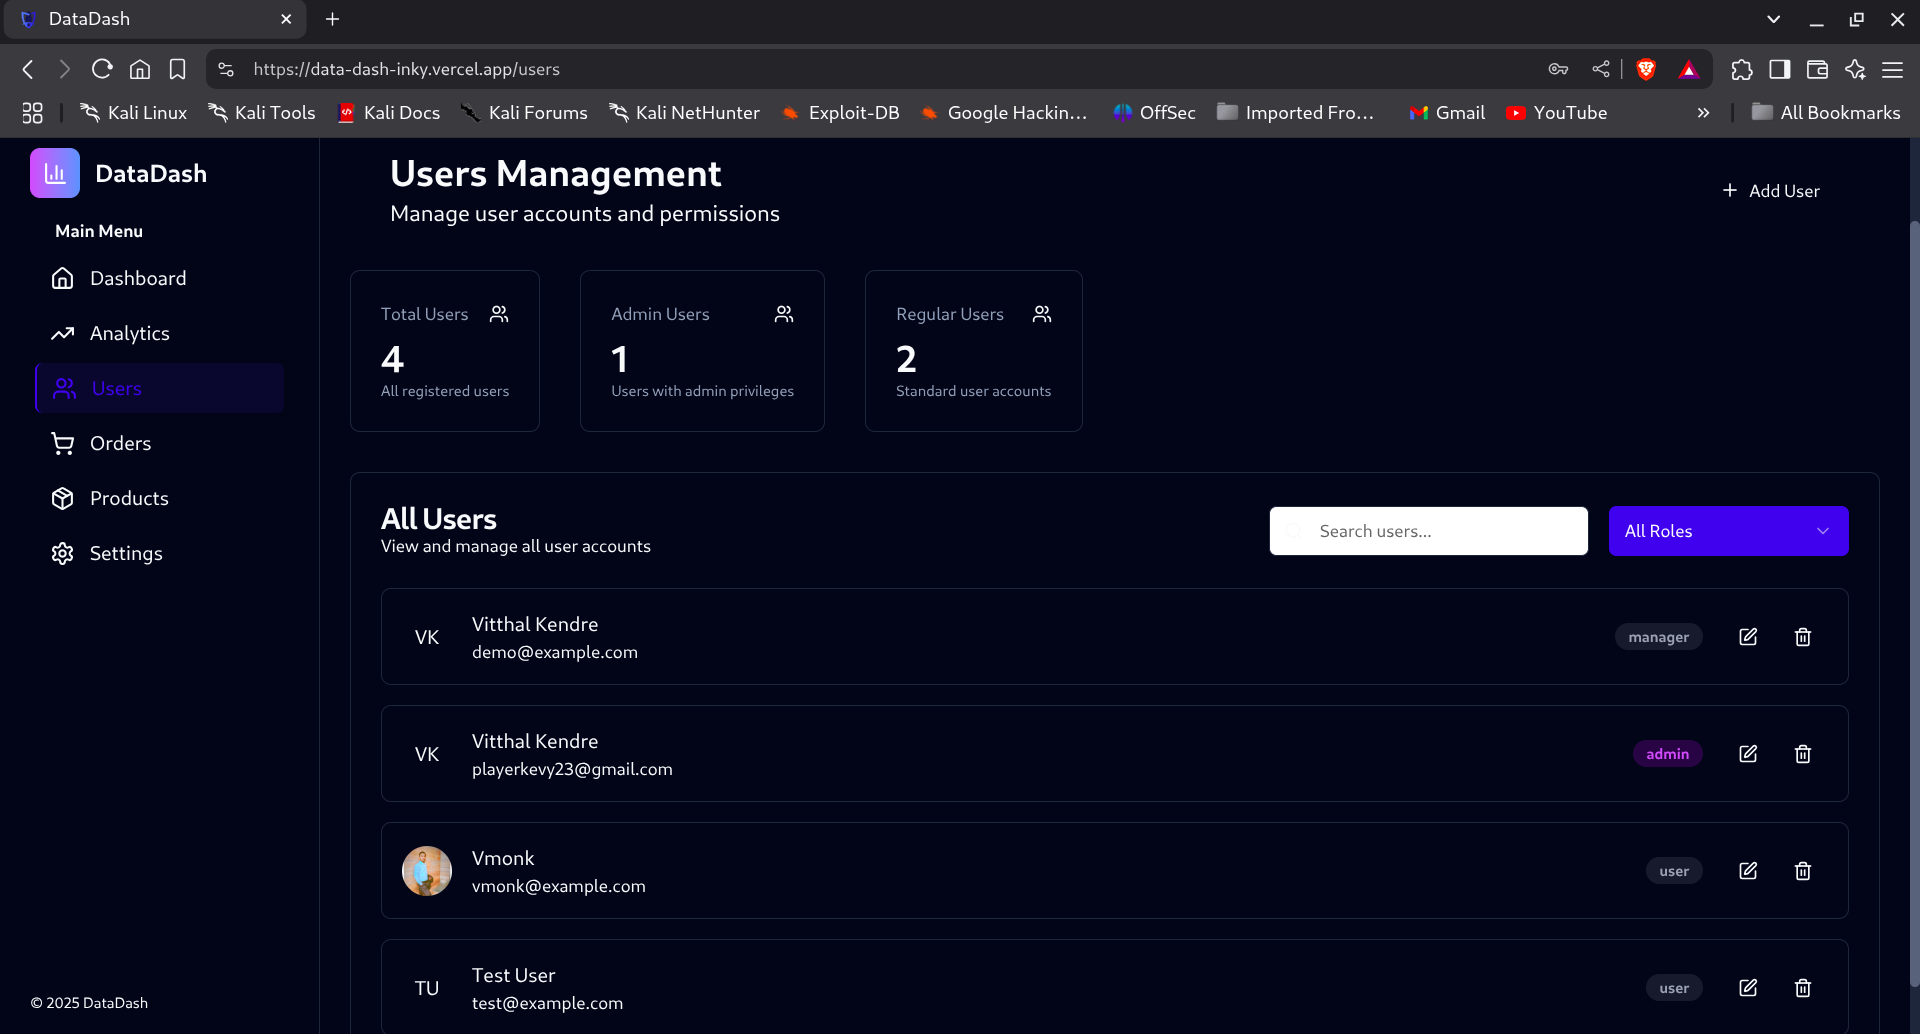 DataDash
https://data-dash-inky.vercel.app/users
Kali Linux
Kali Tools
Kali Docs
Kali Forums
Kali NetHunter
Exploit-DB
Google Hackin...
OffSec
Imported Fro...
Gmail
YouTube
All Bookmarks
DataDash
Main Menu
Dashboard
Analytics
Users
Orders
Products
Settings
© 2025 DataDash
Users Management
Manage user accounts and permissions
+ Add User
Total Users
4
All registered users
Admin Users
1
Users with admin privileges
Regular Users
2
Standard user accounts
All Users
View and manage all user accounts
Search users...
All Roles
VK
Vitthal Kendre
demo@example.com
manager
VK
Vitthal Kendre
playerkevy23@gmail.com
admin
Vmonk
vmonk@example.com
user
TU
Test User
test@example.com
user